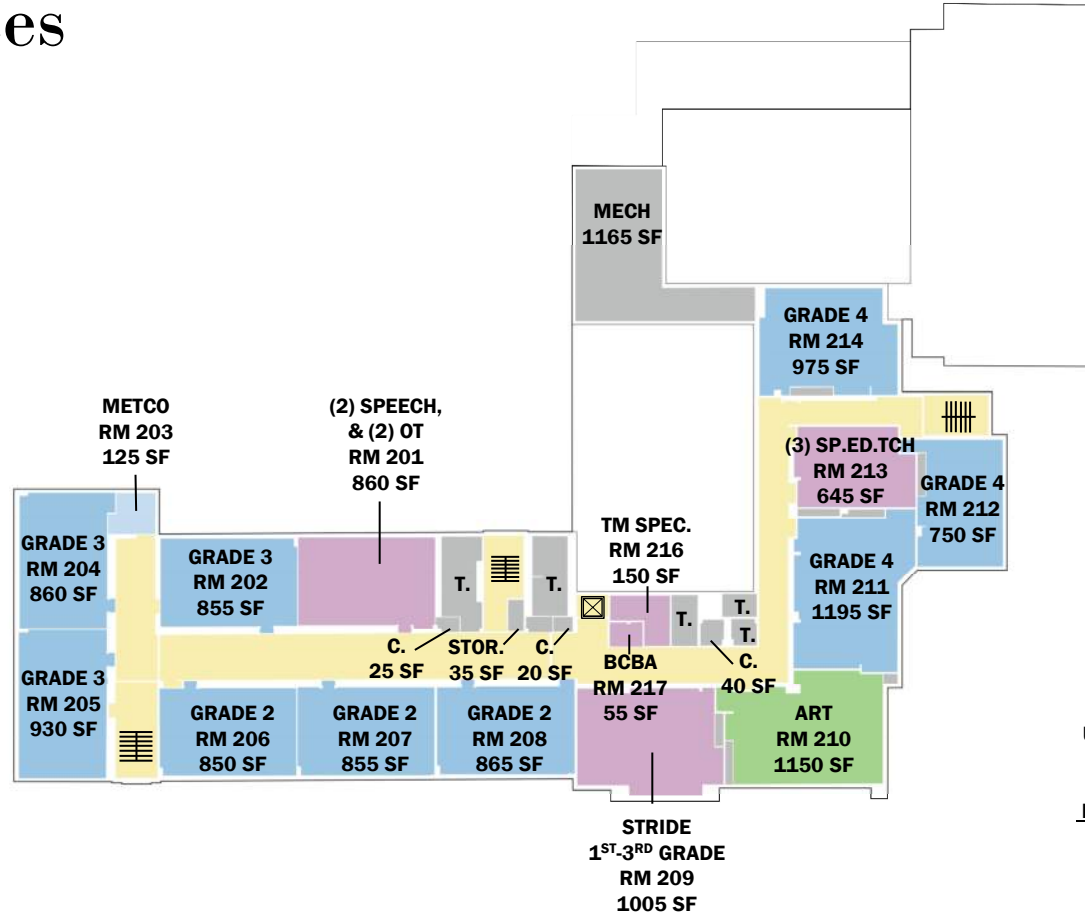 es
MECH
1165 SF
GRADE 4
RM 214
975 SF
METCO
RM 203
125 SF
(2) SPEECH,
& (2) OT
RM 201
860 SF
(3) SP.ED.TCH
RM 213
645 SF
GRADE 4
RM 212
750 SF
TM SPEC.
RM 216
150 SF
GRADE 3
RM 204
860 SF
GRADE 3
RM 202
855 SF
GRADE 4
RM 211
1195 SF
T.
T.
T.
T.
T.
C.
25 SF
STOR.
35 SF
C.
20 SF
BCBA
RM 217
55 SF
C.
40 SF
GRADE 3
RM 205
930 SF
GRADE 2
RM 206
850 SF
GRADE 2
RM 207
855 SF
GRADE 2
RM 208
865 SF
ART
RM 210
1150 SF
STRIDE
1ST-3RD GRADE
RM 209
1005 SF